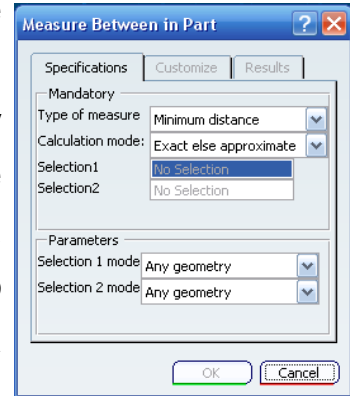 Measure Between in Part
Specifications Customize Results
Mandatory
Type of measure Minimum distance
Calculation mode: Exact else approximate
Selection1 No Selection
Selection2 No Selection
Parameters
Selection 1 mode Any geometry
Selection 2 mode Any geometry
OK Cancel